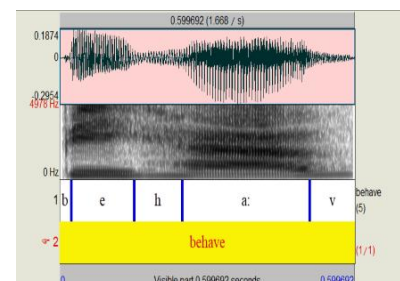 0.599692 (1.668 / s)
0.1874
0
-0.2954
4978 Hz
0 Hz
1 b e h a: v behave (5)
☞ 2 behave (1/1)
0 Visible part 0.599692 seconds 0.599692